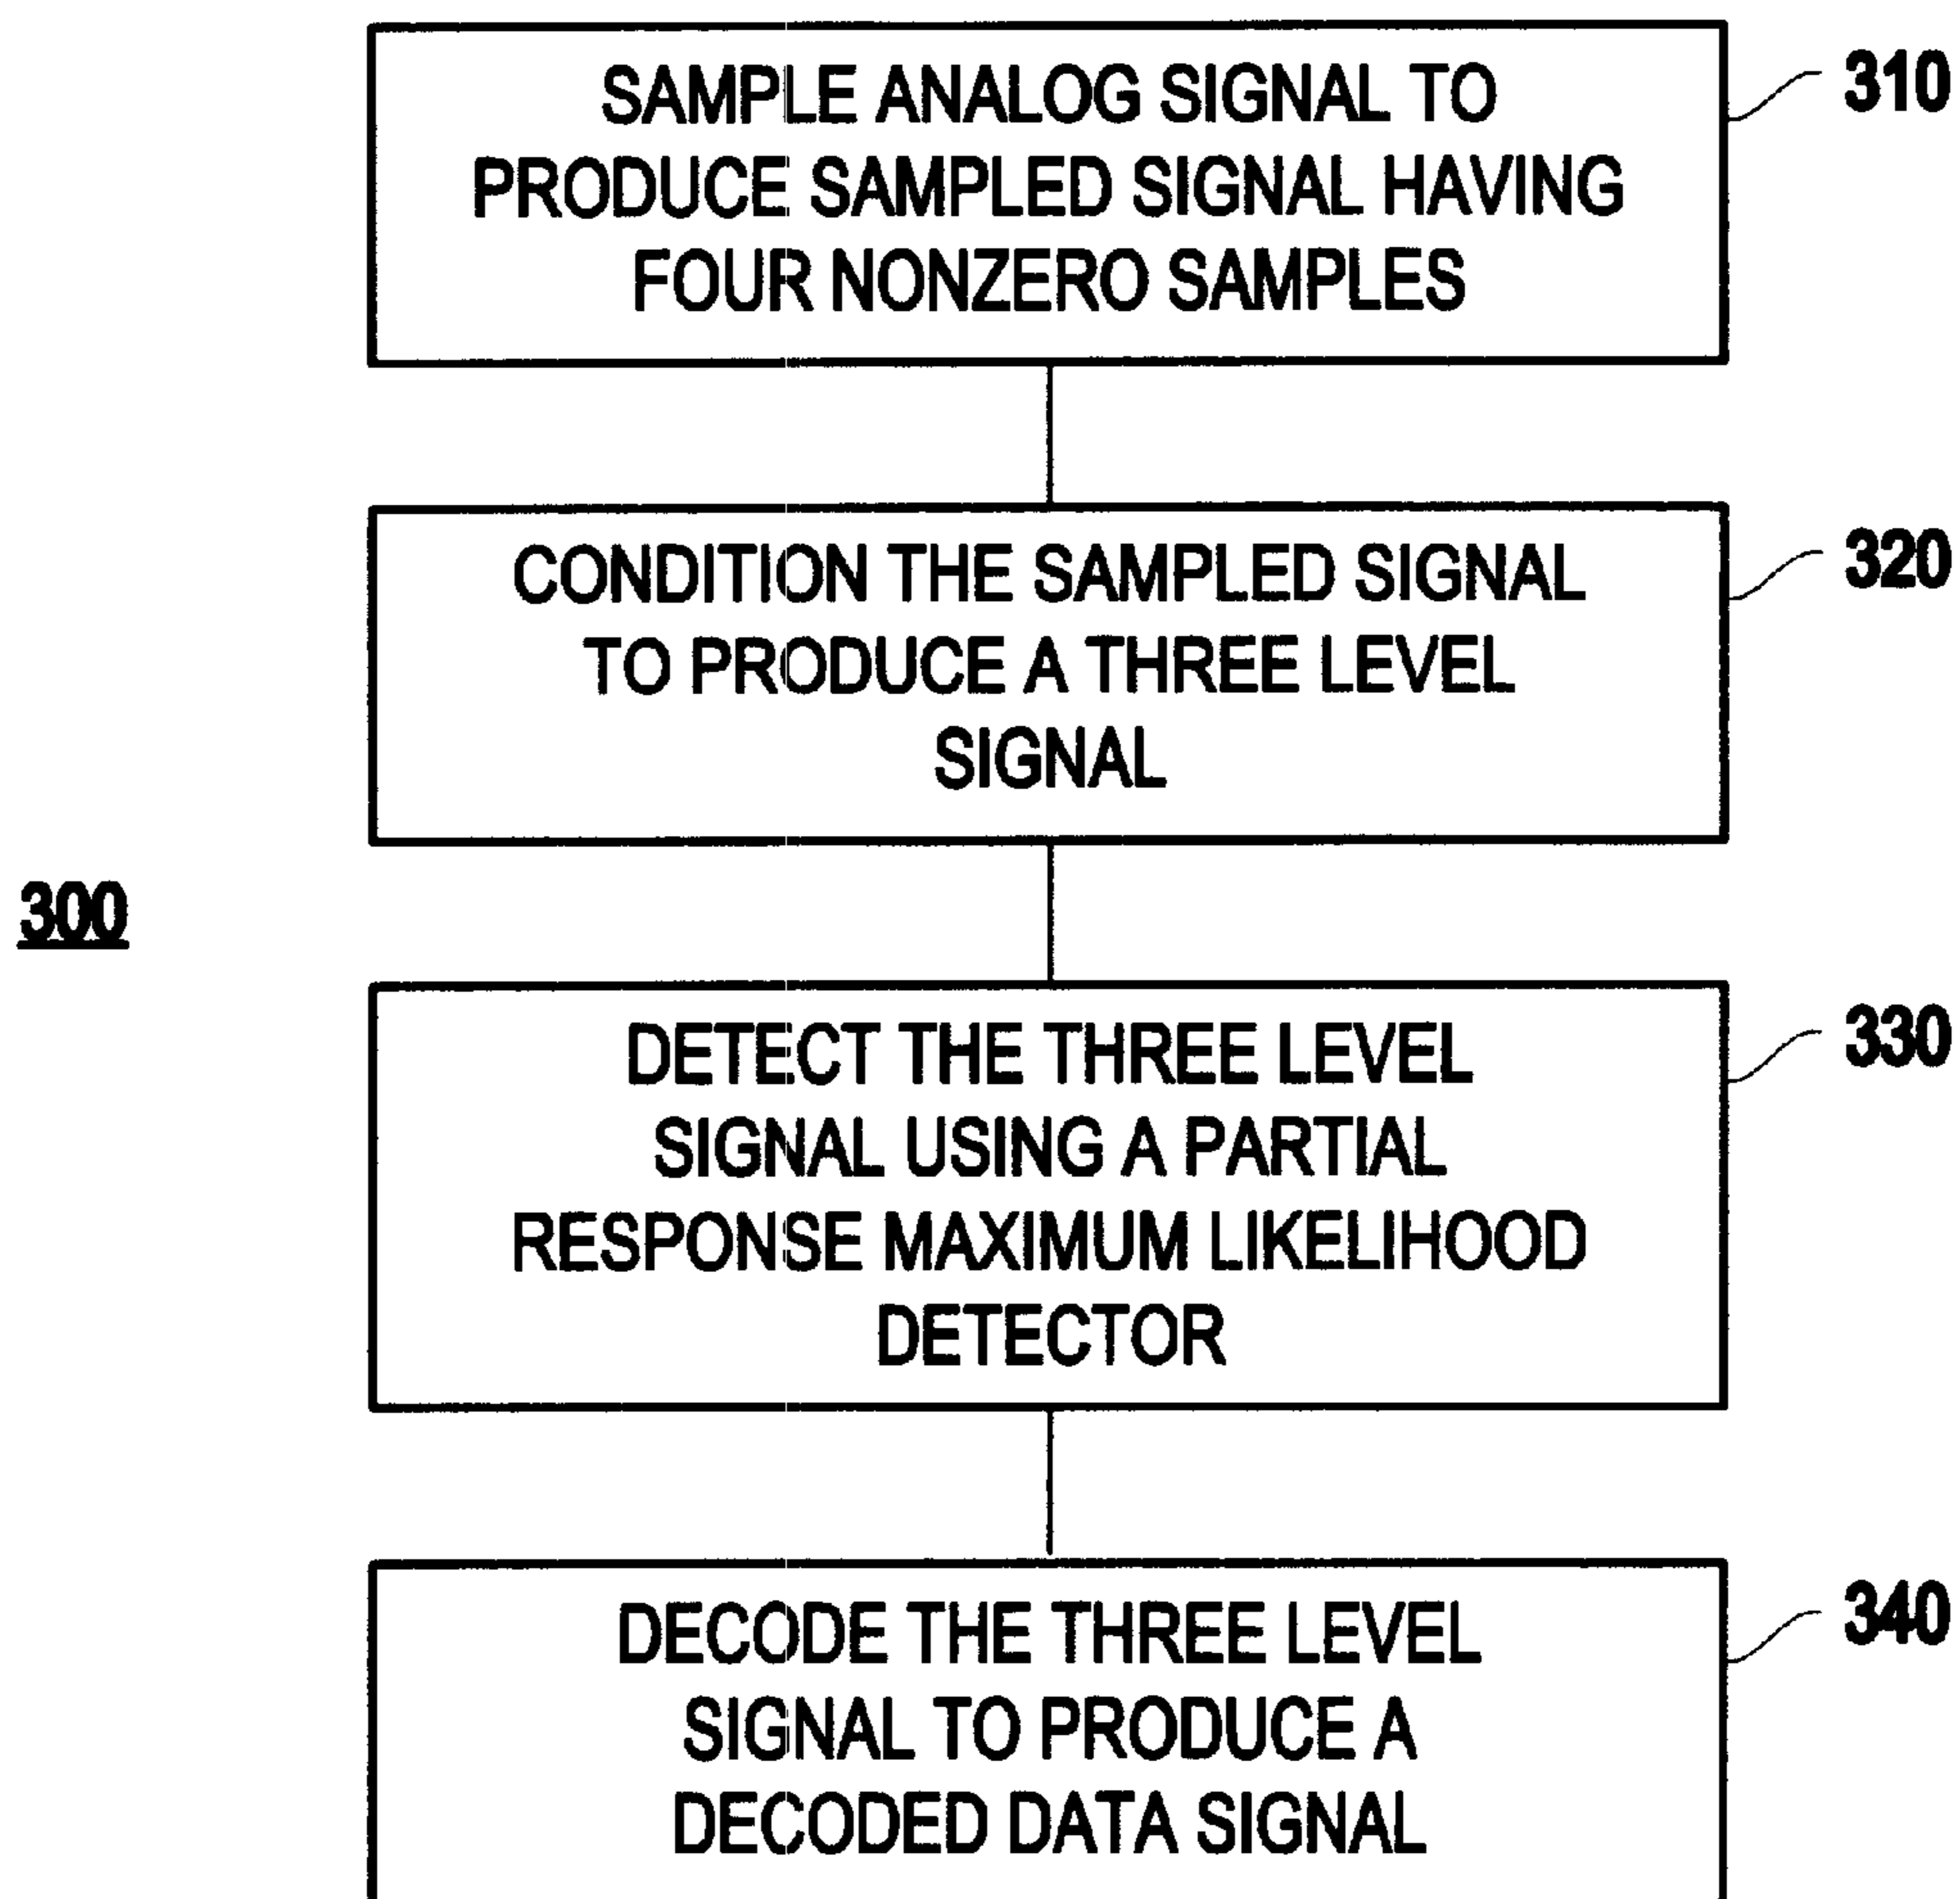 SAMPLE ANALOG SIGNAL TO
PRODUCE SAMPLED SIGNAL HAVING
FOUR NONZERO SAMPLES
310
CONDITION THE SAMPLED SIGNAL
TO PRODUCE A THREE LEVEL
SIGNAL
320
300
DETECT THE THREE LEVEL
SIGNAL USING A PARTIAL
RESPONSE MAXIMUM LIKELIHOOD
DETECTOR
330
DECODE THE THREE LEVEL
SIGNAL TO PRODUCE A
DECODED DATA SIGNAL
340